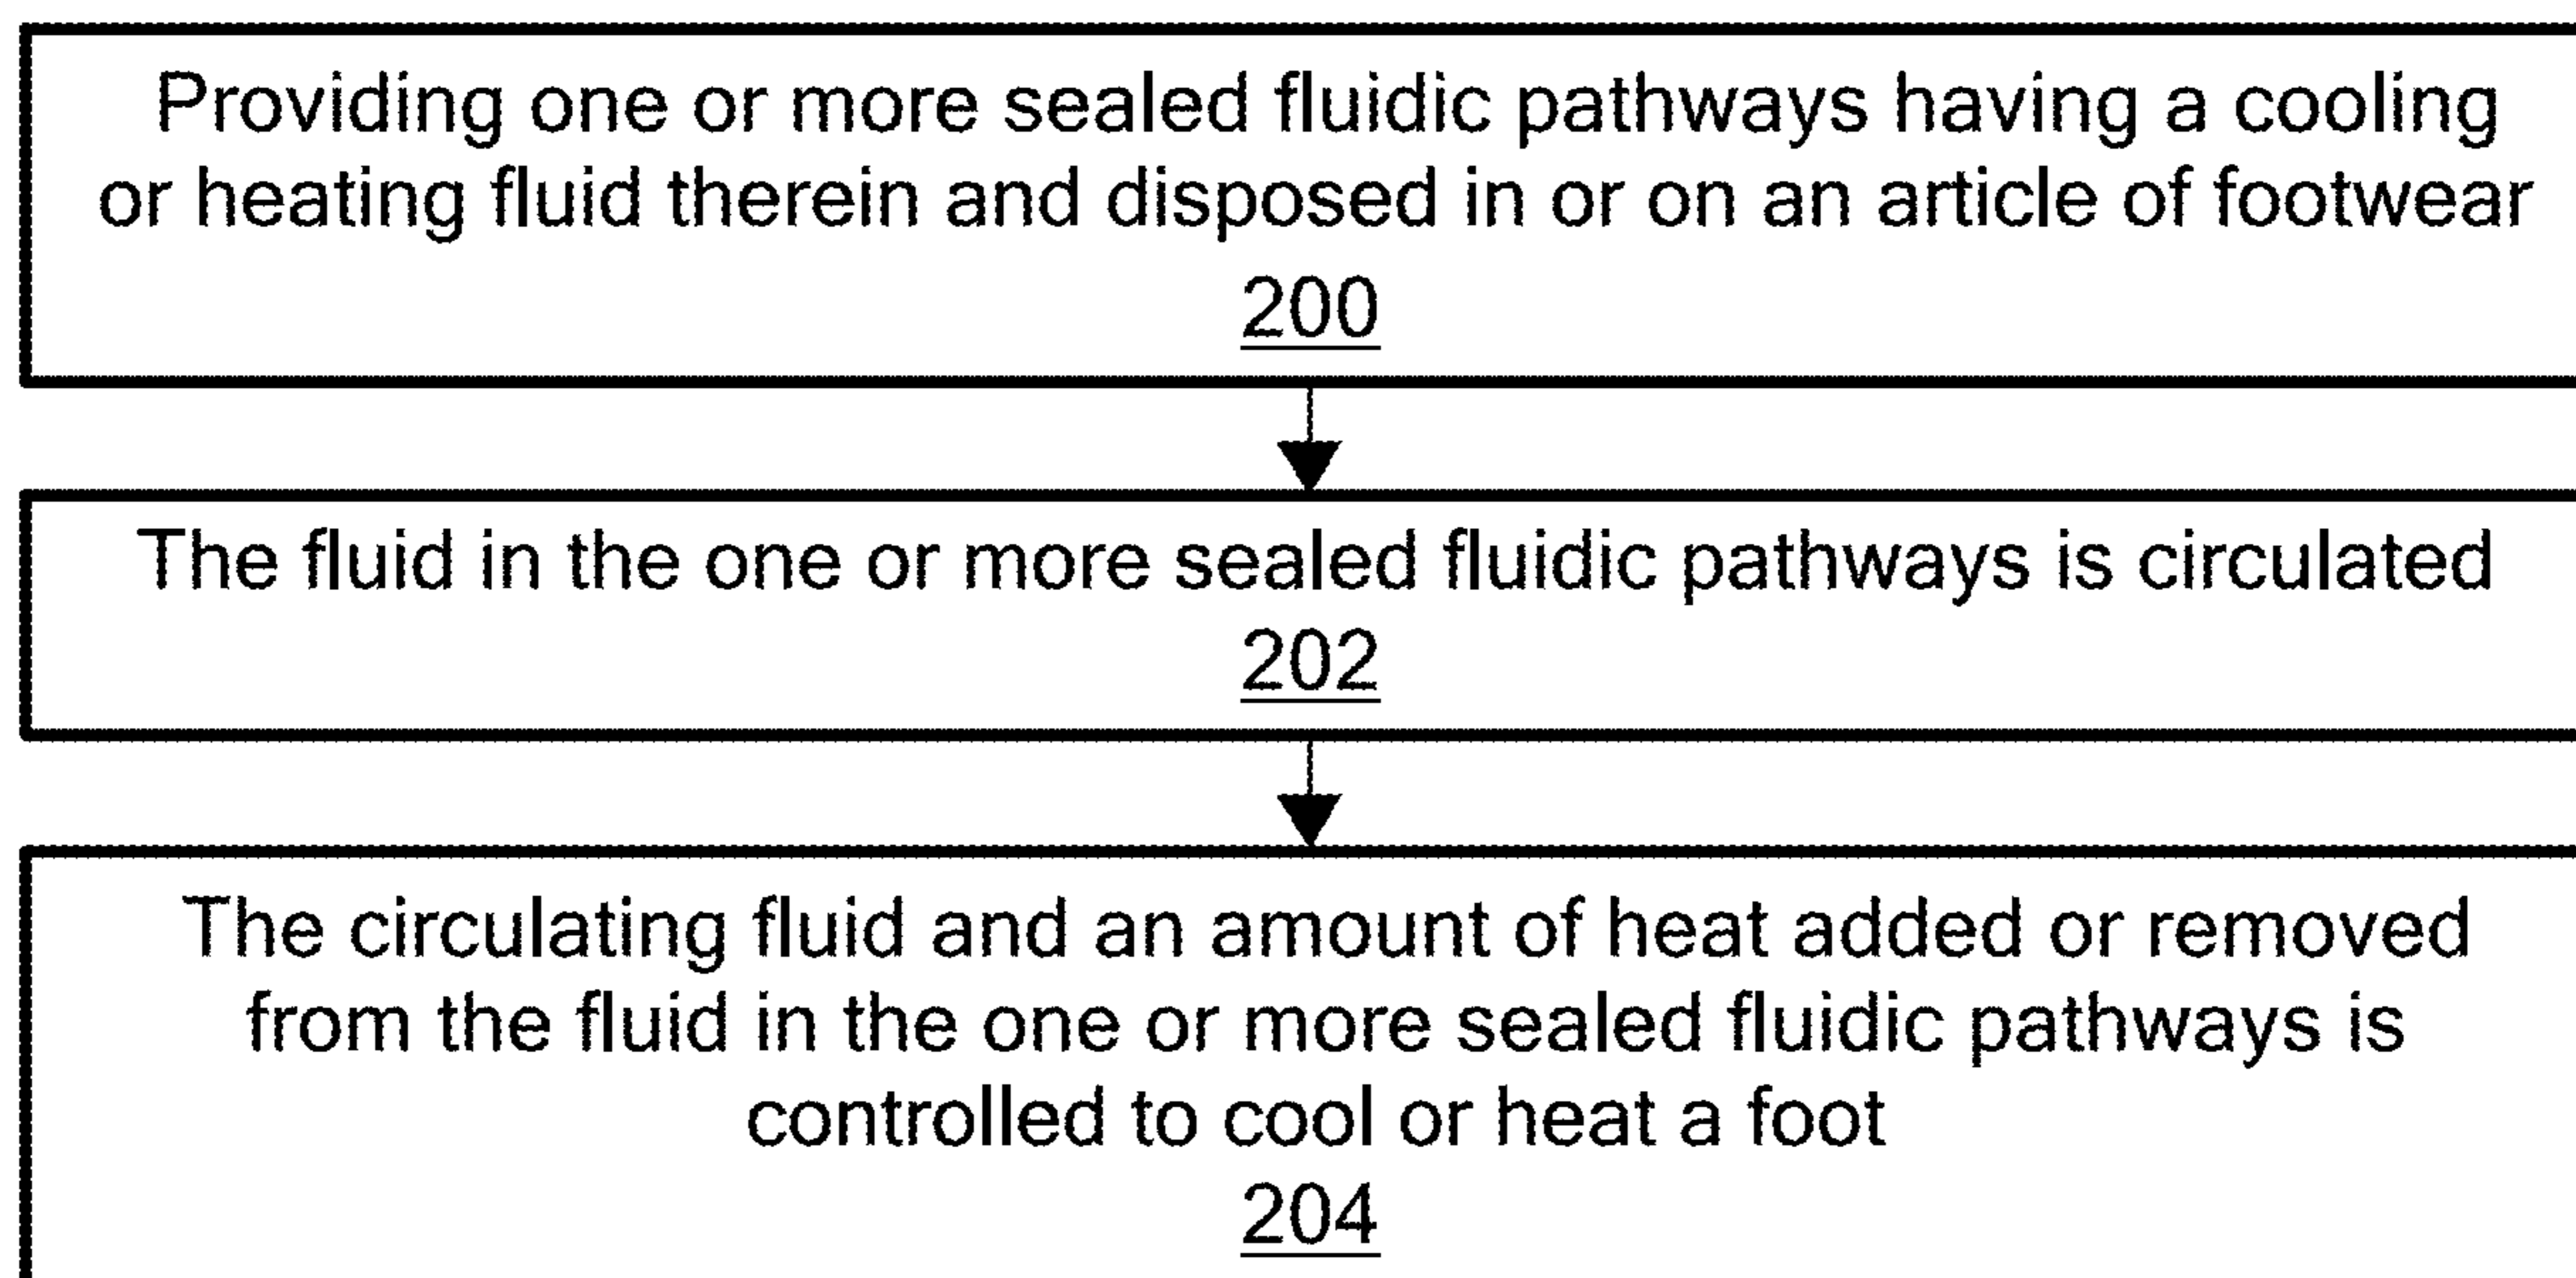 Providing one or more sealed fluidic pathways having a cooling
or heating fluid therein and disposed in or on an article of footwear
200
The fluid in the one or more sealed fluidic pathways is circulated
202
The circulating fluid and an amount of heat added or removed
from the fluid in the one or more sealed fluidic pathways is
controlled to cool or heat a foot
204